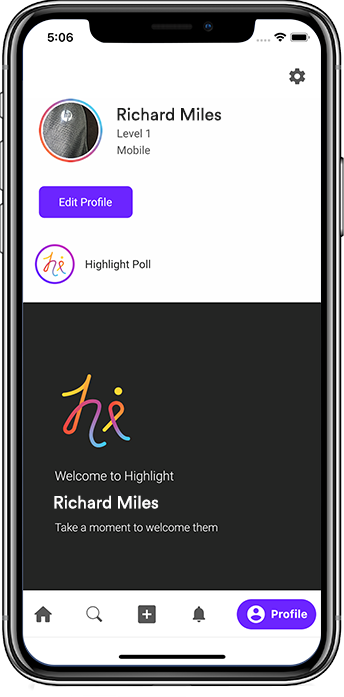 5:06
hp
Richard Miles
Level 1
Mobile
Edit Profile
hi
Highlight Poll
hi
Welcome to Highlight
Richard Miles
Take a moment to welcome them
Profile